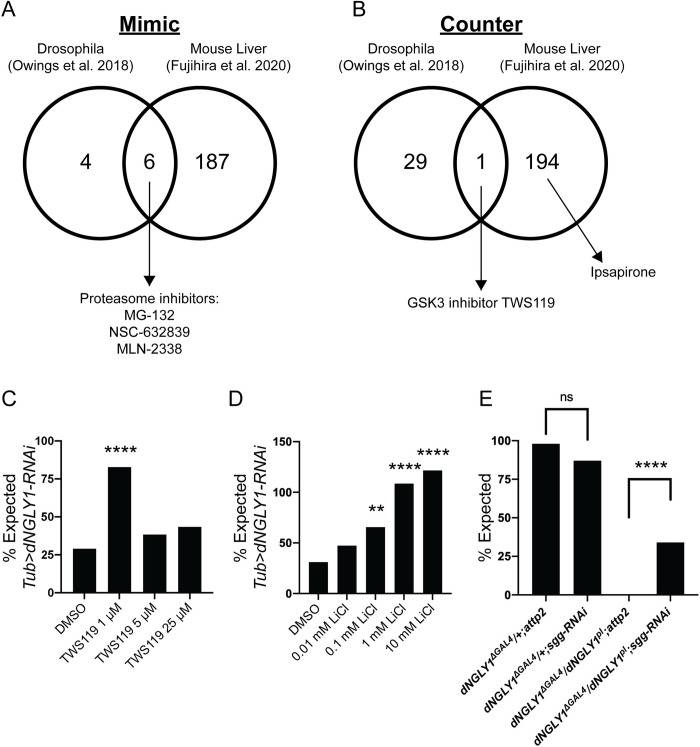 A
Mimic
Drosophila
(Owings et al. 2018)
Mouse Liver
(Fujihira et al. 2020)
4
6
187
Proteasome inhibitors:
MG-132
NSC-632839
MLN-2338
B
Counter
Drosophila
(Owings et al. 2018)
Mouse Liver
(Fujihira et al. 2020)
29
1
194
Ipsapirone
GSK3 inhibitor TWS119
C
% Expected
Tub>dNGLY1-RNAi
100
75
50
25
0
****
DMSO
TWS119 1 µM
TWS119 5 µM
TWS119 25 µM
D
% Expected
Tub>dNGLY1-RNAi
150
100
50
0
**
****
****
DMSO
0.01 mM LiCl
0.1 mM LiCl
1 mM LiCl
10 mM LiCl
E
% Expected
100
75
50
25
0
ns
****
dNGLY1ΔGAL4/+;attp2
dNGLY1ΔGAL4/+;sgg-RNAi
dNGLY1ΔGAL4/dNGLY1pl;attp2
dNGLY1ΔGAL4/dNGLY1pl;sgg-RNAi